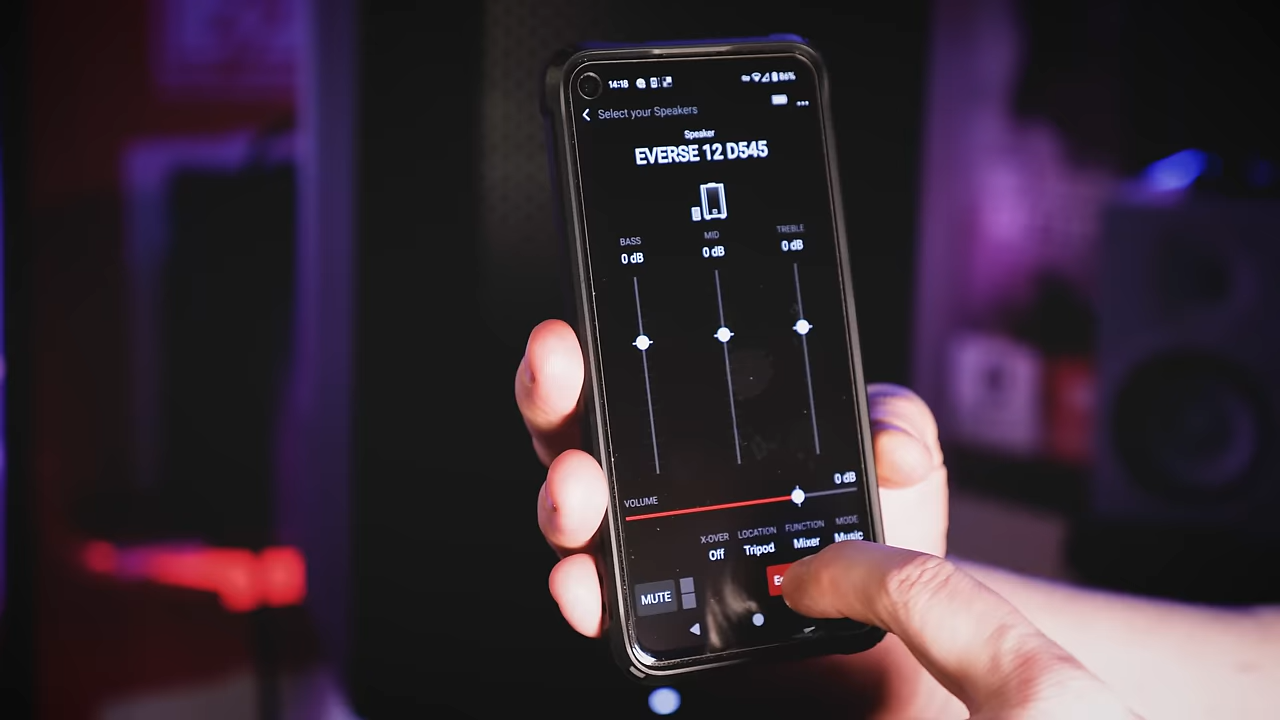 14:18
86%
Select your Speakers
Speaker
EVERSE 12 D545
BASS
MID
TREBLE
0 dB
0 dB
0 dB
VOLUME
0 dB
X-OVER
LOCATION
FUNCTION
MODE
Off
Tripod
Mixer
Music
MUTE